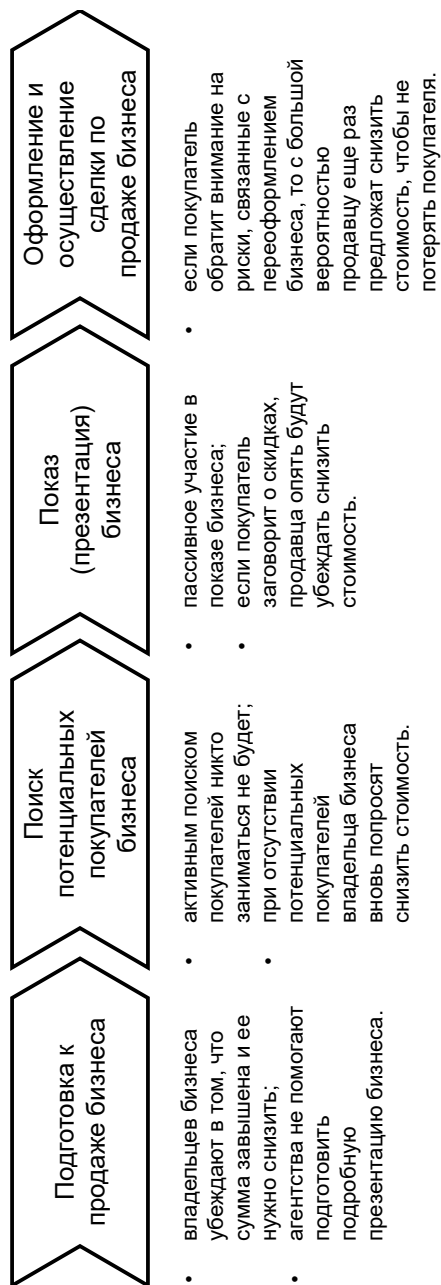 Подготовка к
продаже бизнеса
• владельцев бизнеса
убеждают в том, что
сумма завышена и ее
нужно снизить;
• агентства не помогают
подготовить
подробную
презентацию бизнеса.
Поиск
потенциальных
покупателей
бизнеса
• активным поиском
покупателей никто
заниматься не будет;
• при отсутствии
потенциальных
покупателей
владельца бизнеса
вновь попросят
снизить стоимость.
Показ
(презентация)
бизнеса
• пассивное участие в
показе бизнеса;
• если покупатель
заговорит о скидках,
продавца опять будут
убеждать снизить
стоимость.
Оформление и
осуществление
сделки по
продаже бизнеса
• если покупатель
обратит внимание на
риски, связанные с
переоформлением
бизнеса, то с большой
вероятностью
продавцу еще раз
предложат снизить
стоимость, чтобы не
потерять покупателя.